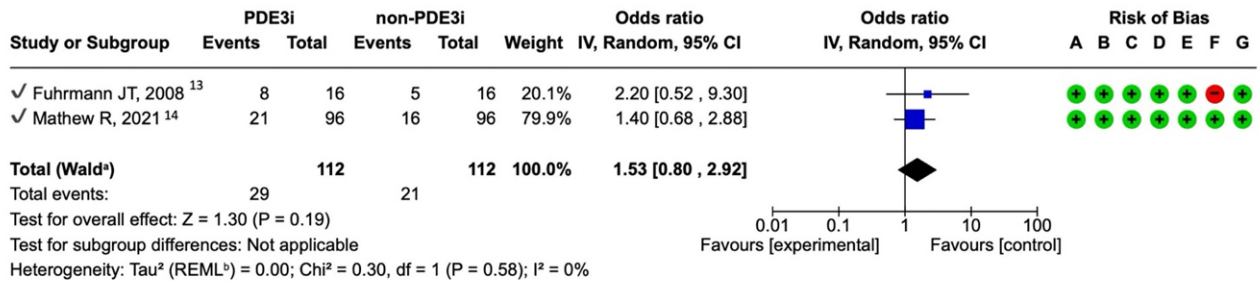 PDE3i non-PDE3i Odds ratio Odds ratio Risk of Bias
Study or Subgroup Events Total Events Total Weight IV, Random, 95% CI IV, Random, 95% CI A B C D E F G
✓ Fuhrmann JT, 2008 13 8 16 5 16 20.1% 2.20 [0.52 , 9.30] + + + + + − +
✓ Mathew R, 2021 14 21 96 16 96 79.9% 1.40 [0.68 , 2.88] + + + + + + +
Total (Waldᵃ) 112 112 100.0% 1.53 [0.80 , 2.92]
Total events: 29 21
Test for overall effect: Z = 1.30 (P = 0.19)
0.01 0.1 1 10 100
Test for subgroup differences: Not applicable
Favours [experimental] Favours [control]
Heterogeneity: Tau² (REMLᵇ) = 0.00; Chi² = 0.30, df = 1 (P = 0.58); I² = 0%